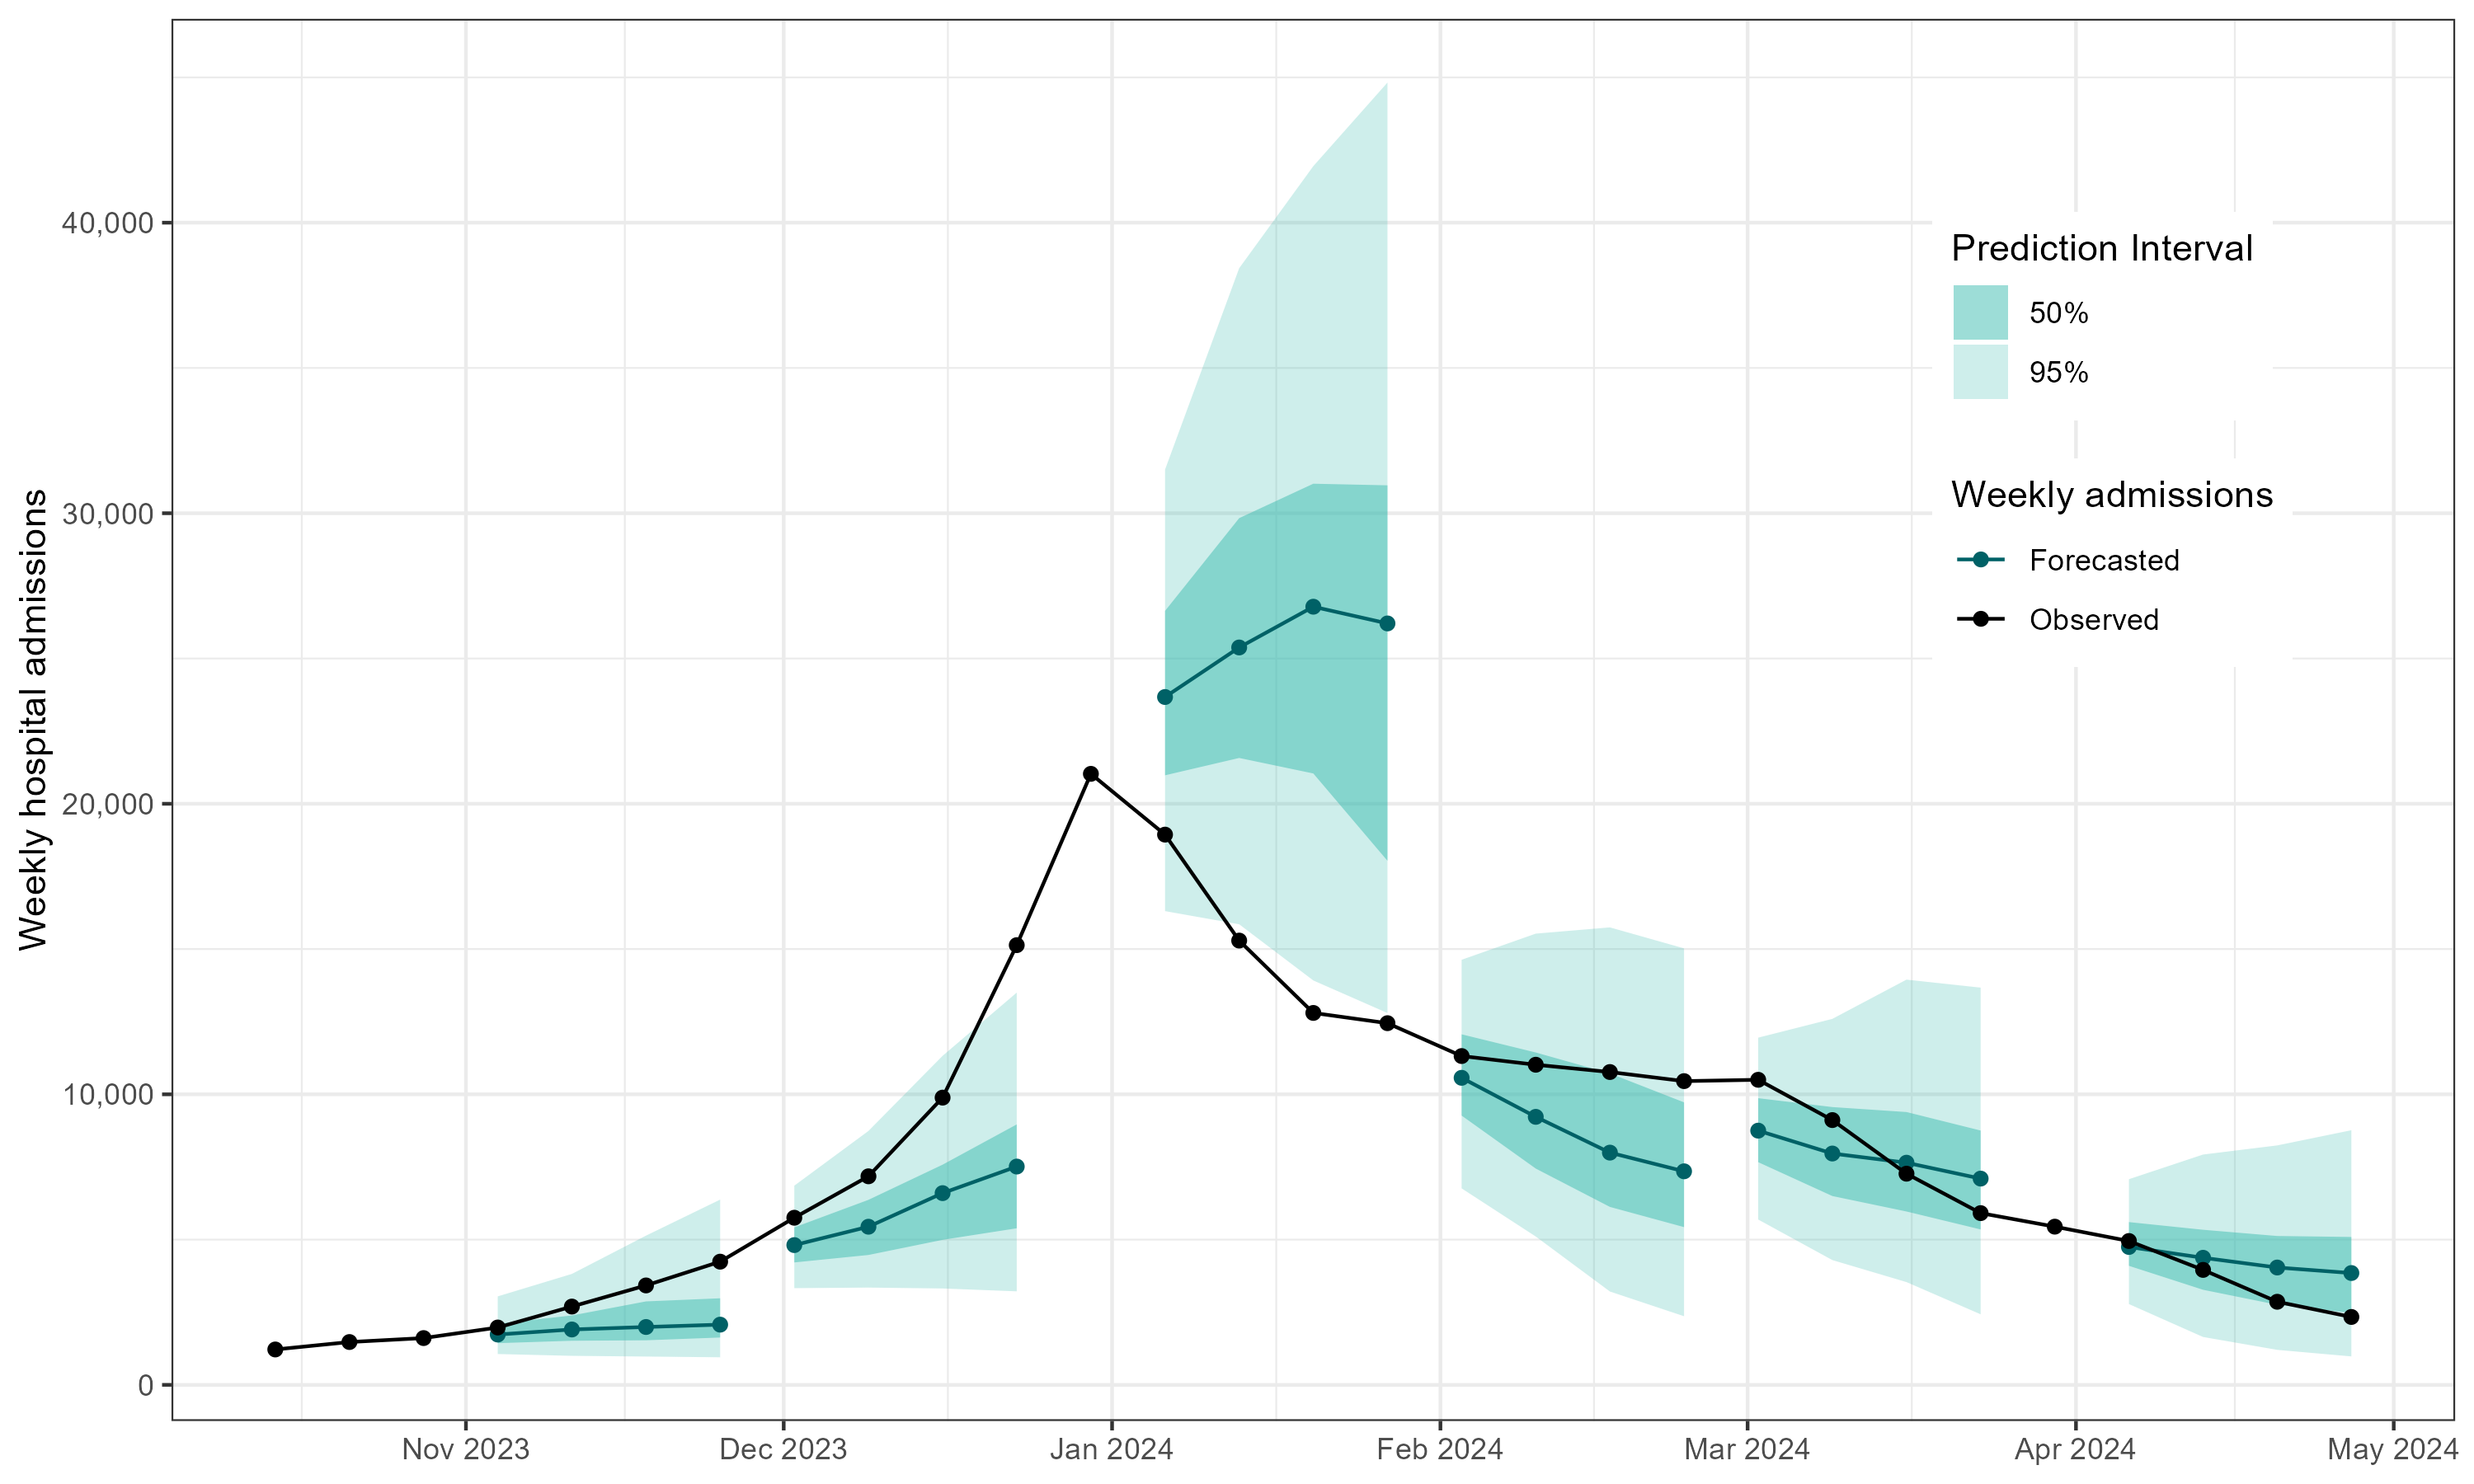 Weekly hospital admissions
40,000
30,000
20,000
10,000
0
Nov 2023
Dec 2023
Jan 2024
Feb 2024
Mar 2024
Apr 2024
May 2024
Prediction Interval
50%
95%
Weekly admissions
Forecasted
Observed